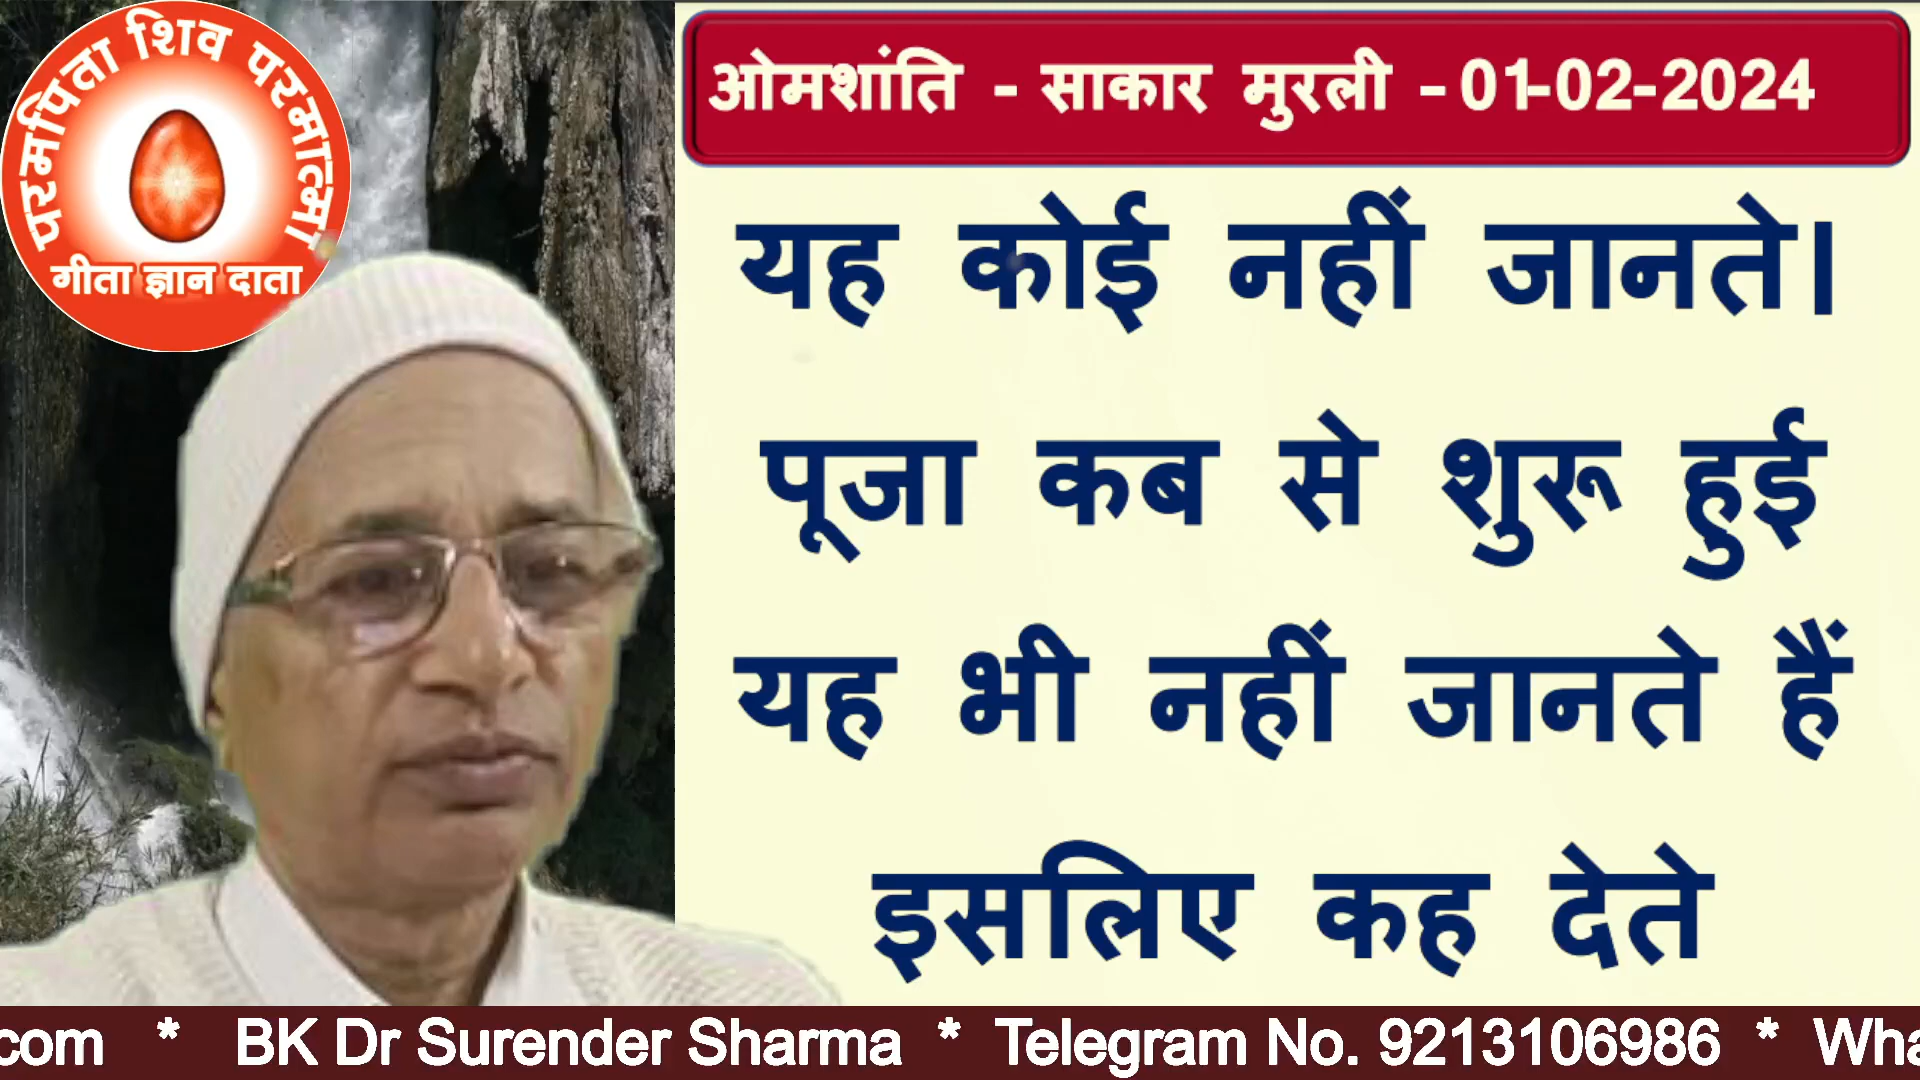 परमपिता शिव परमात्मा
गीता ज्ञान दाता
ओमशांति - साकार मुरली - 01-02-2024
यह कोई नहीं जानते।
पूजा कब से शुरू हुई
यह भी नहीं जानते हैं
इसलिए कह देते
com * BK Dr Surender Sharma * Telegram No. 9213106986 *